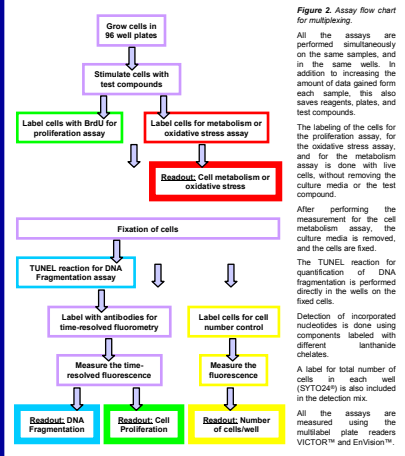 Grow cells in
96 well plates
Stimulate cells with
test compounds
Label cells with BrdU for
proliferation assay
Label cells for metabolism or
oxidative stress assay
Readout: Cell metabolism or
oxidative stress
Fixation of cells
TUNEL reaction for DNA
Fragmentation assay
Label with antibodies for
time-resolved fluorometry
Label cells for cell
number control
Measure the time-
resolved fluorescence
Measure the
fluorescence
Readout: DNA
Fragmentation
Readout: Cell
Proliferation
Readout: Number
of cells/well
Figure 2. Assay flow chart
for multiplexing.
All the assays are
performed simultaneously
on the same samples, and
in the same wells. In
addition to increasing the
amount of data gained form
each sample, this also
saves reagents, plates, and
test compounds.
The labeling of the cells for
the proliferation assay, for
the oxidative stress assay,
and for the metabolism
assay is done with live
cells, without removing the
culture media or the test
compound.
After performing the
measurement for the cell
metabolism assay, the
culture media is removed,
and the cells are fixed.
The TUNEL reaction for
quantification of DNA
fragmentation is performed
directly in the wells on the
fixed cells.
Detection of incorporated
nucleotides is done using
components labeled with
different lanthanide
chelates.
A label for total number of
cells in each well
(SYTO24®) is also included
in the detection mix.
All the assays are
measured using the
multilabel plate readers
VICTOR™ and EnVision™.